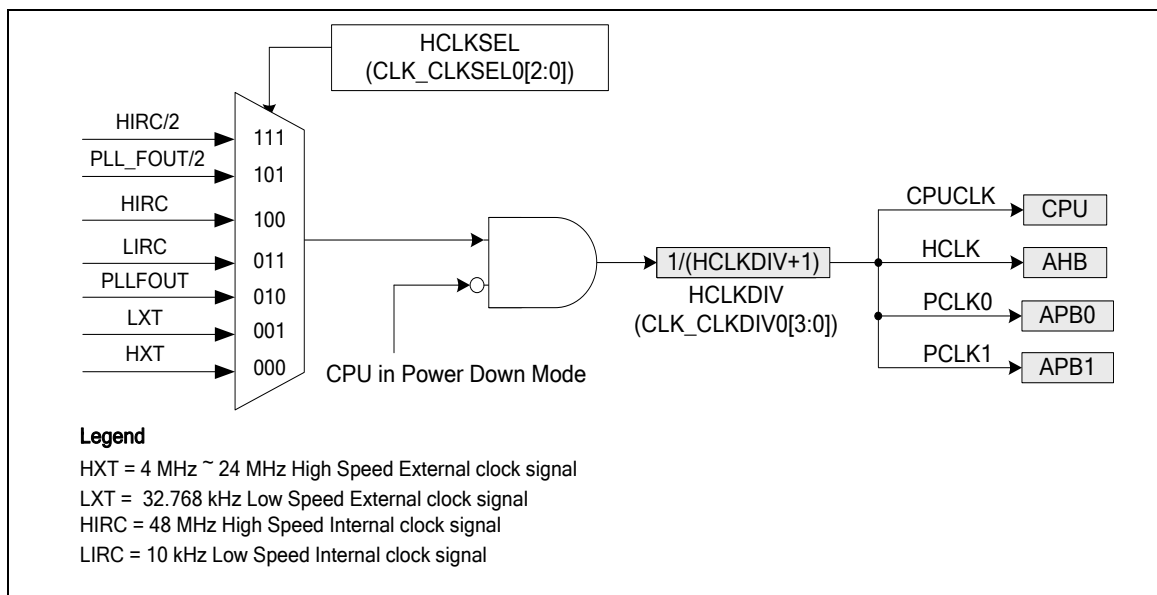 HCLKSEL
(CLK_CLKSEL0[2:0])
HIRC/2
111
PLL_FOUT/2
101
HIRC
100
LIRC
011
PLLFOUT
010
LXT
001
HXT
000
CPU in Power Down Mode
1/(HCLKDIV+1)
HCLKDIV
(CLK_CLKDIV0[3:0])
CPUCLK
CPU
HCLK
AHB
PCLK0
APB0
PCLK1
APB1
Legend
HXT = 4 MHz ~ 24 MHz High Speed External clock signal
LXT = 32.768 kHz Low Speed External clock signal
HIRC = 48 MHz High Speed Internal clock signal
LIRC = 10 kHz Low Speed Internal clock signal